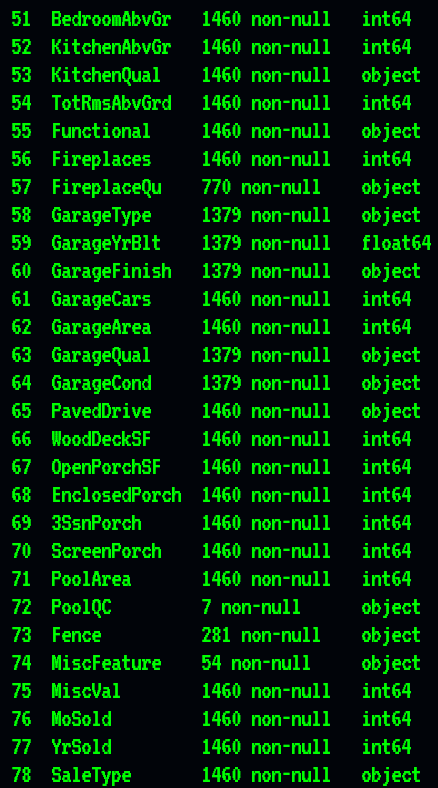 51 BedroomAbvGr 1460 non-null int64
52 KitchenAbvGr 1460 non-null int64
53 KitchenQual 1460 non-null object
54 TotRmsAbvGrd 1460 non-null int64
55 Functional 1460 non-null object
56 Fireplaces 1460 non-null int64
57 FireplaceQu 770 non-null object
58 GarageType 1379 non-null object
59 GarageYrBlt 1379 non-null float64
60 GarageFinish 1379 non-null object
61 GarageCars 1460 non-null int64
62 GarageArea 1460 non-null int64
63 GarageQual 1379 non-null object
64 GarageCond 1379 non-null object
65 PavedDrive 1460 non-null object
66 WoodDeckSF 1460 non-null int64
67 OpenPorchSF 1460 non-null int64
68 EnclosedPorch 1460 non-null int64
69 3SsnPorch 1460 non-null int64
70 ScreenPorch 1460 non-null int64
71 PoolArea 1460 non-null int64
72 PoolQC 7 non-null object
73 Fence 281 non-null object
74 MiscFeature 54 non-null object
75 MiscVal 1460 non-null int64
76 MoSold 1460 non-null int64
77 YrSold 1460 non-null int64
78 SaleType 1460 non-null object